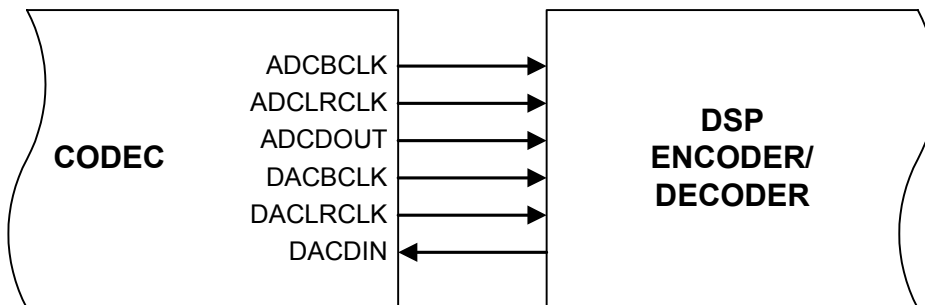 CODEC
ADCBCLK
ADCLRCLK
ADCDOUT
DACBCLK
DACLRCLK
DACDIN
DSP
ENCODER/
DECODER